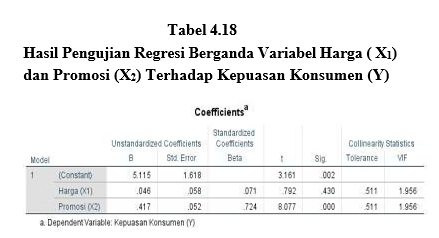 Tabel 4.18
Hasil Pengujian Regresi Berganda Variabel Harga ( X1)
dan Promosi (X2) Terhadap Kepuasan Konsumen (Y)
Coefficientsa
Unstandardized Coefficients Standardized Coefficients Collinearity Statistics
Model B Std. Error Beta t Sig. Tolerance VIF
1 (Constant) 5.115 1.618 3.161 .002
Harga (X1) .046 .058 .071 .792 .430 .511 1.956
Promosi (X2) .417 .052 .724 8.077 .000 .511 1.956
a. Dependent Variable: Kepuasan Konsumen (Y)